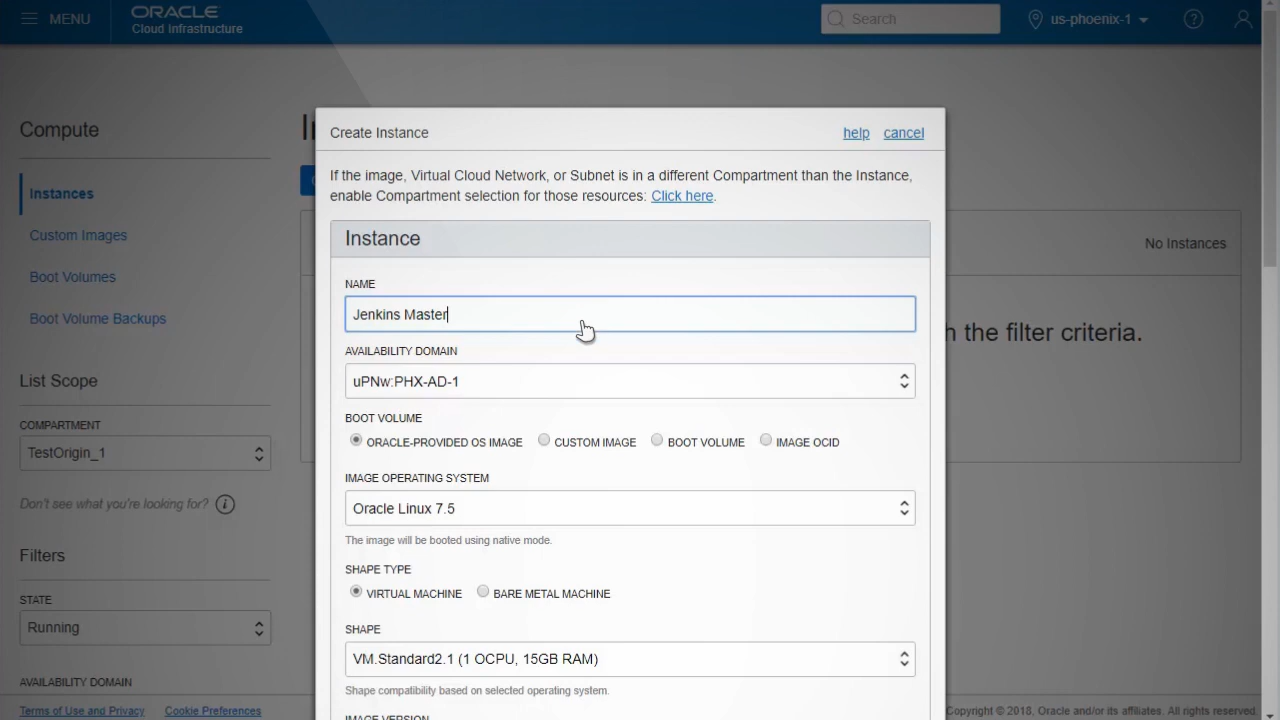 MENU
ORACLE
Cloud Infrastructure
Search
us-phoenix-1
Compute
Instances
Custom Images
Boot Volumes
Boot Volume Backups
List Scope
COMPARTMENT
TestOrigin_1
Don't see what you're looking for?
Filters
STATE
Running
AVAILABILITY DOMAIN
Terms of Use and Privacy
Cookie Preferences
Create Instance
help
cancel
If the image, Virtual Cloud Network, or Subnet is in a different Compartment than the Instance,
enable Compartment selection for those resources: Click here.
Instance
NAME
Jenkins Master
AVAILABILITY DOMAIN
uPNw:PHX-AD-1
BOOT VOLUME
ORACLE-PROVIDED OS IMAGE
CUSTOM IMAGE
BOOT VOLUME
IMAGE OCID
IMAGE OPERATING SYSTEM
Oracle Linux 7.5
The image will be booted using native mode.
SHAPE TYPE
VIRTUAL MACHINE
BARE METAL MACHINE
SHAPE
VM.Standard2.1 (1 OCPU, 15GB RAM)
Shape compatibility based on selected operating system.
IMAGE VERSION
No Instances
the filter criteria.
Copyright © 2018, Oracle and/or its affiliates. All rights reserved.